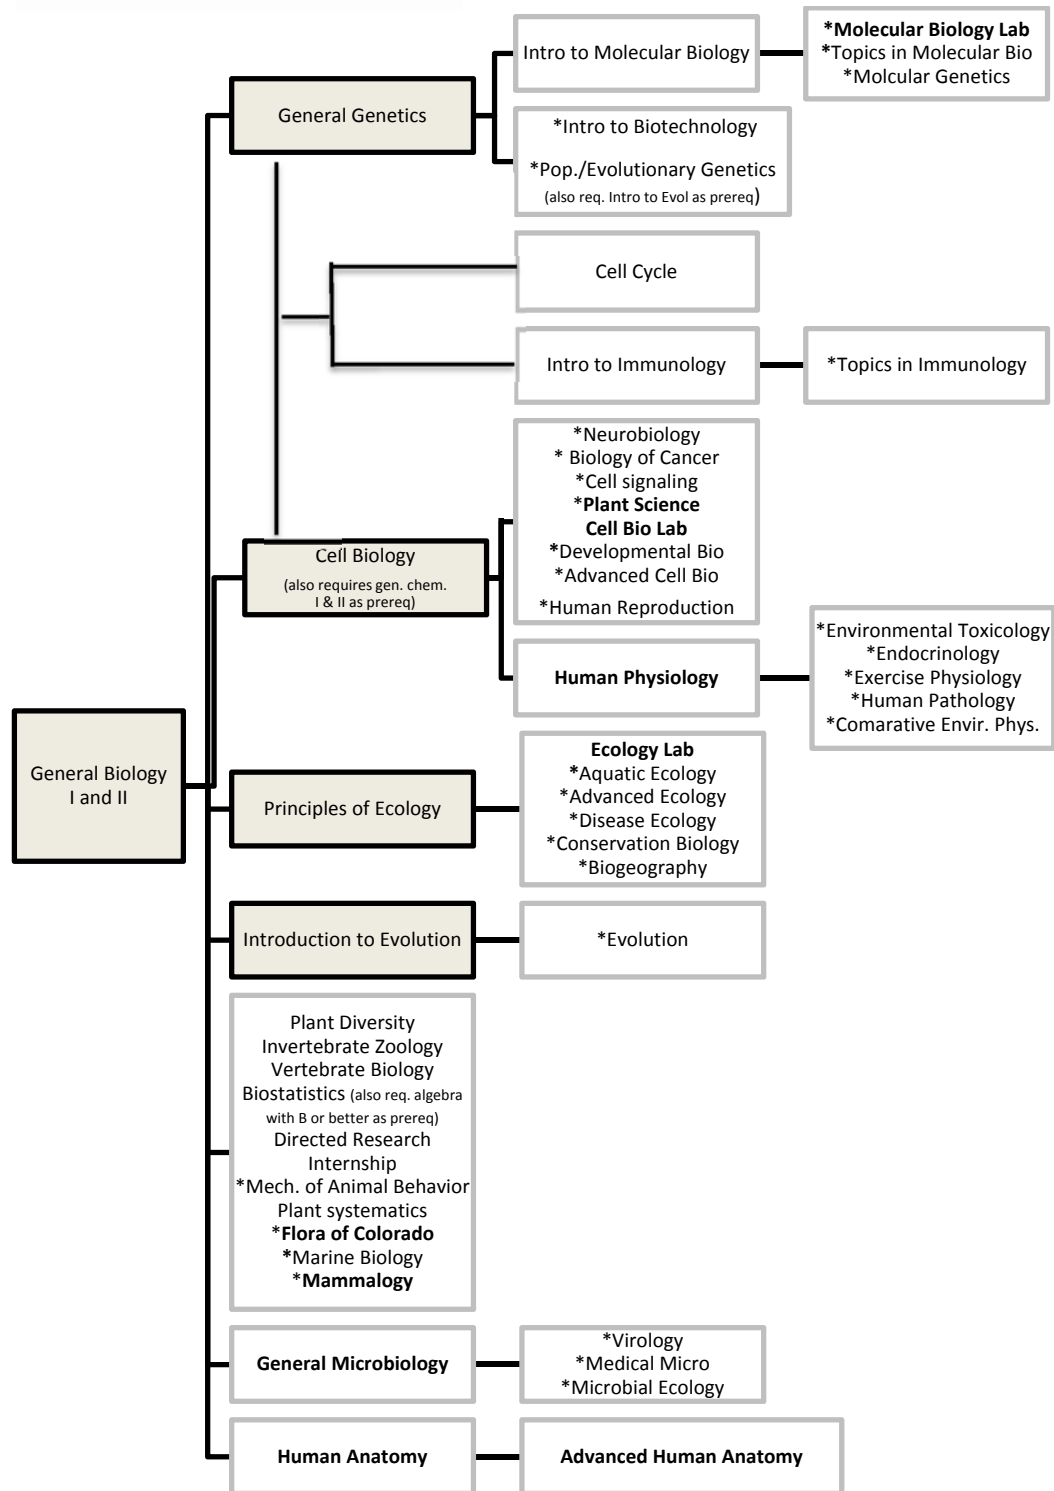 General Biology
I and II
General Genetics
Intro to Molecular Biology
*Molecular Biology Lab
*Topics in Molecular Bio
*Molcular Genetics
*Intro to Biotechnology
*Pop./Evolutionary Genetics
(also req. Intro to Evol as prereq)
Cell Cycle
Intro to Immunology
*Topics in Immunology
Cell Biology
(also requires gen. chem.
I & II as prereq)
*Neurobiology
* Biology of Cancer
*Cell signaling
*Plant Science
Cell Bio Lab
*Developmental Bio
*Advanced Cell Bio
*Human Reproduction
Human Physiology
*Environmental Toxicology
*Endocrinology
*Exercise Physiology
*Human Pathology
*Comarative Envir. Phys.
Principles of Ecology
Ecology Lab
*Aquatic Ecology
*Advanced Ecology
*Disease Ecology
*Conservation Biology
*Biogeography
Introduction to Evolution
*Evolution
Plant Diversity
Invertebrate Zoology
Vertebrate Biology
Biostatistics (also req. algebra
with B or better as prereq)
Directed Research
Internship
*Mech. of Animal Behavior
Plant systematics
*Flora of Colorado
*Marine Biology
*Mammalogy
General Microbiology
*Virology
*Medical Micro
*Microbial Ecology
Human Anatomy
Advanced Human Anatomy